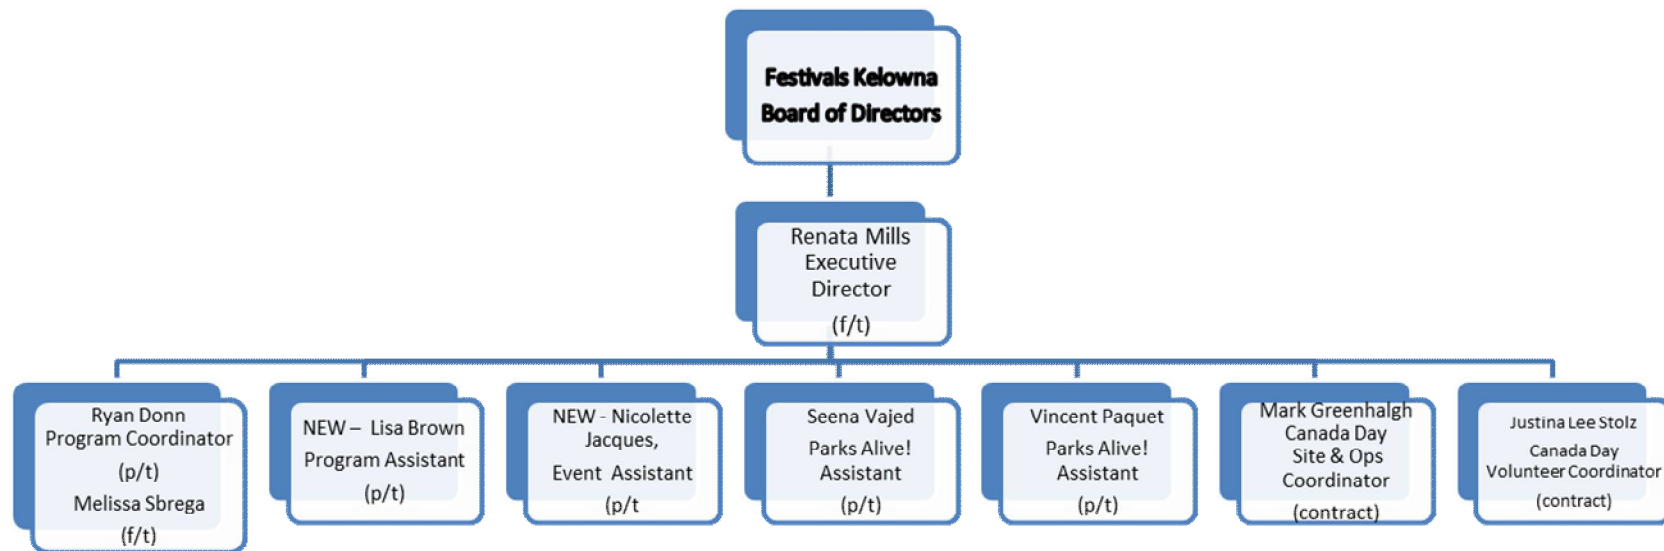 Festivals Kelowna
Board of Directors
Renata Mills
Executive
Director
(f/t)
Ryan Donn
Program Coordinator
(p/t)
Melissa Sbrega
(f/t)
NEW – Lisa Brown
Program Assistant
(p/t)
NEW - Nicolette
Jacques,
Event Assistant
(p/t
Seena Vajed
Parks Alive!
Assistant
(p/t)
Vincent Paquet
Parks Alive!
Assistant
(p/t)
Mark Greenhalgh
Canada Day
Site & Ops
Coordinator
(contract)
Justina Lee Stolz
Canada Day
Volunteer Coordinator
(contract)